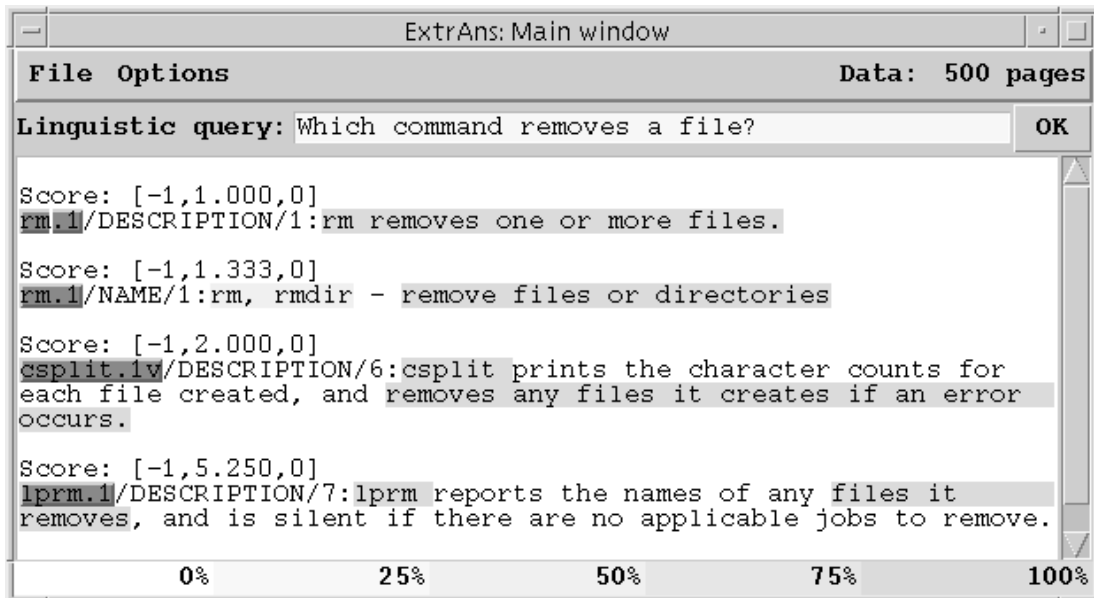 ExtrAns: Main window
File Options Data: 500 pages
Linguistic query: Which command removes a file? OK
Score: [-1,1.000,0]
rm.1/DESCRIPTION/1:rm removes one or more files.
Score: [-1,1.333,0]
rm.1/NAME/1:rm, rmdir - remove files or directories
Score: [-1,2.000,0]
csplit.1v/DESCRIPTION/6:csplit prints the character counts for
each file created, and removes any files it creates if an error
occurs.
Score: [-1,5.250,0]
lprm.1/DESCRIPTION/7:lprm reports the names of any files it
removes, and is silent if there are no applicable jobs to remove.
0% 25% 50% 75% 100%